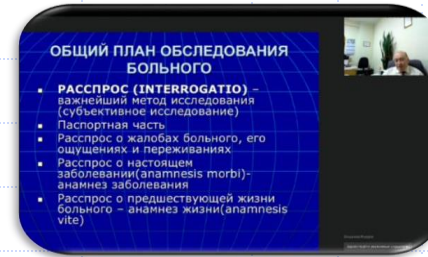 ОБЩИЙ ПЛАН ОБСЛЕДОВАНИЯ
БОЛЬНОГО
РАССПРОС (INTERROGATIO) –
важнейший метод исследования
(субъективное исследование)
Паспортная часть
Расспрос о жалобах больного, его
ощущениях и переживаниях
Расспрос о настоящем
заболевании(anamnesis morbi)-
анамнез заболевания
Расспрос о предшествующей жизни
больного – анамнез жизни(anamnesis
vite)